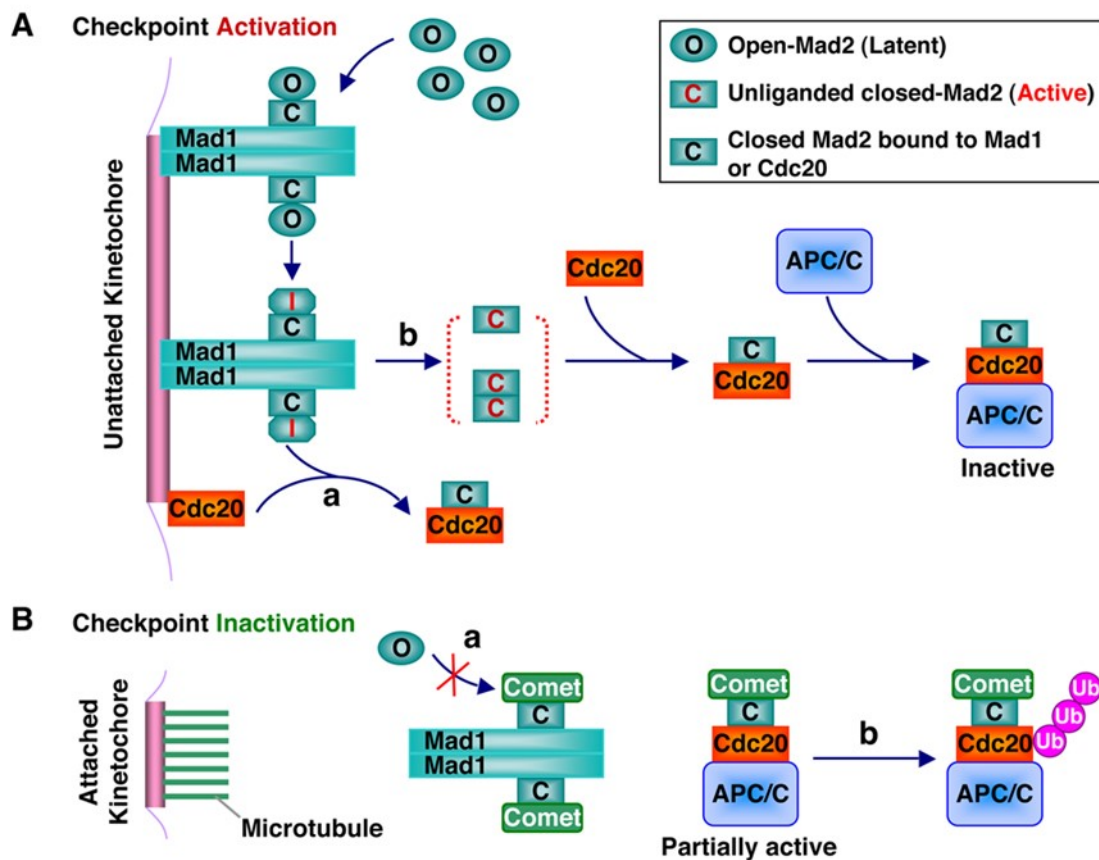 A
Checkpoint Activation
O
O
O
O
O Open-Mad2 (Latent)
C Unliganded closed-Mad2 (Active)
C Closed Mad2 bound to Mad1
or Cdc20
Unattached Kinetochore
O
C
Mad1
Mad1
C
O
I
C
Mad1
Mad1
C
I
b
C
C
C
Cdc20
C
Cdc20
APC/C
C
Cdc20
APC/C
Inactive
Cdc20
a
C
Cdc20
B
Checkpoint Inactivation
Attached
Kinetochore
Microtubule
O
a
Comet
C
Mad1
Mad1
C
Comet
Comet
C
Cdc20
APC/C
Partially active
b
Comet
C
Cdc20
APC/C
Ub
Ub
Ub